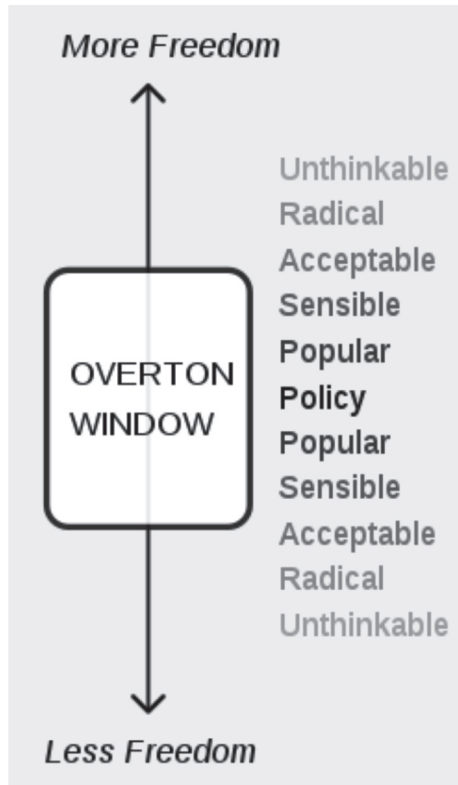 More Freedom
Unthinkable
Radical
Acceptable
Sensible
Popular
Policy
Popular
Sensible
Acceptable
Radical
Unthinkable
OVERTON
WINDOW
Less Freedom